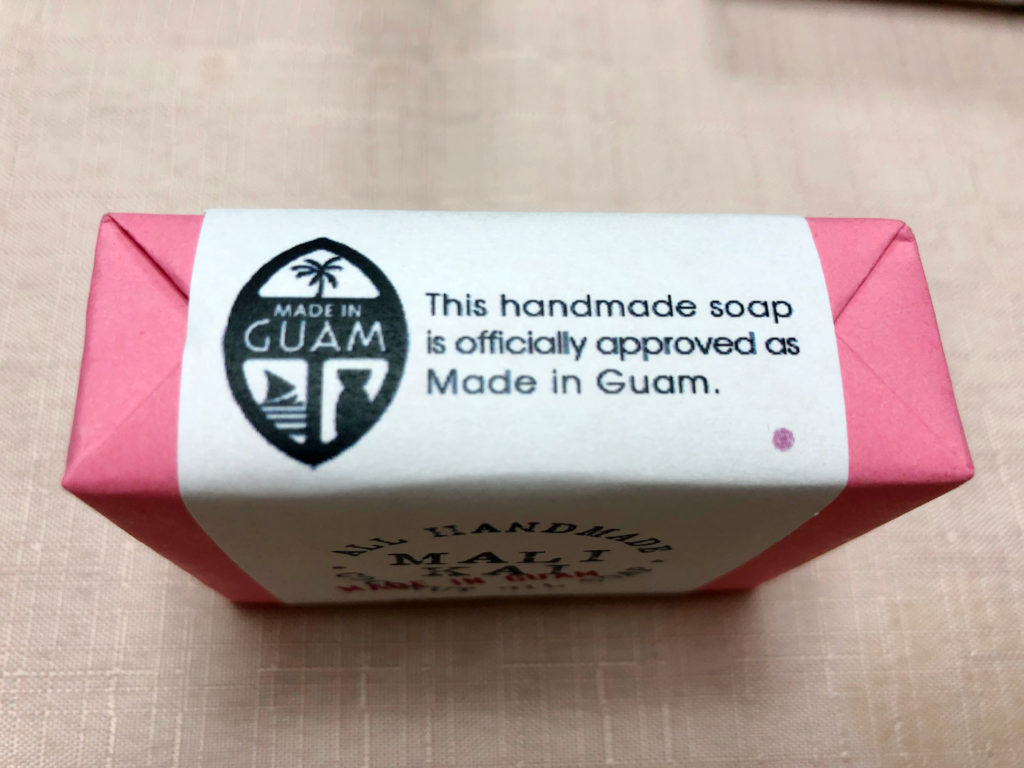 MADE IN
GUAM
This handmade soap
is officially approved as
Made in Guam.
ALL HANDMADE
MALI
KAI
MADE IN GUAM